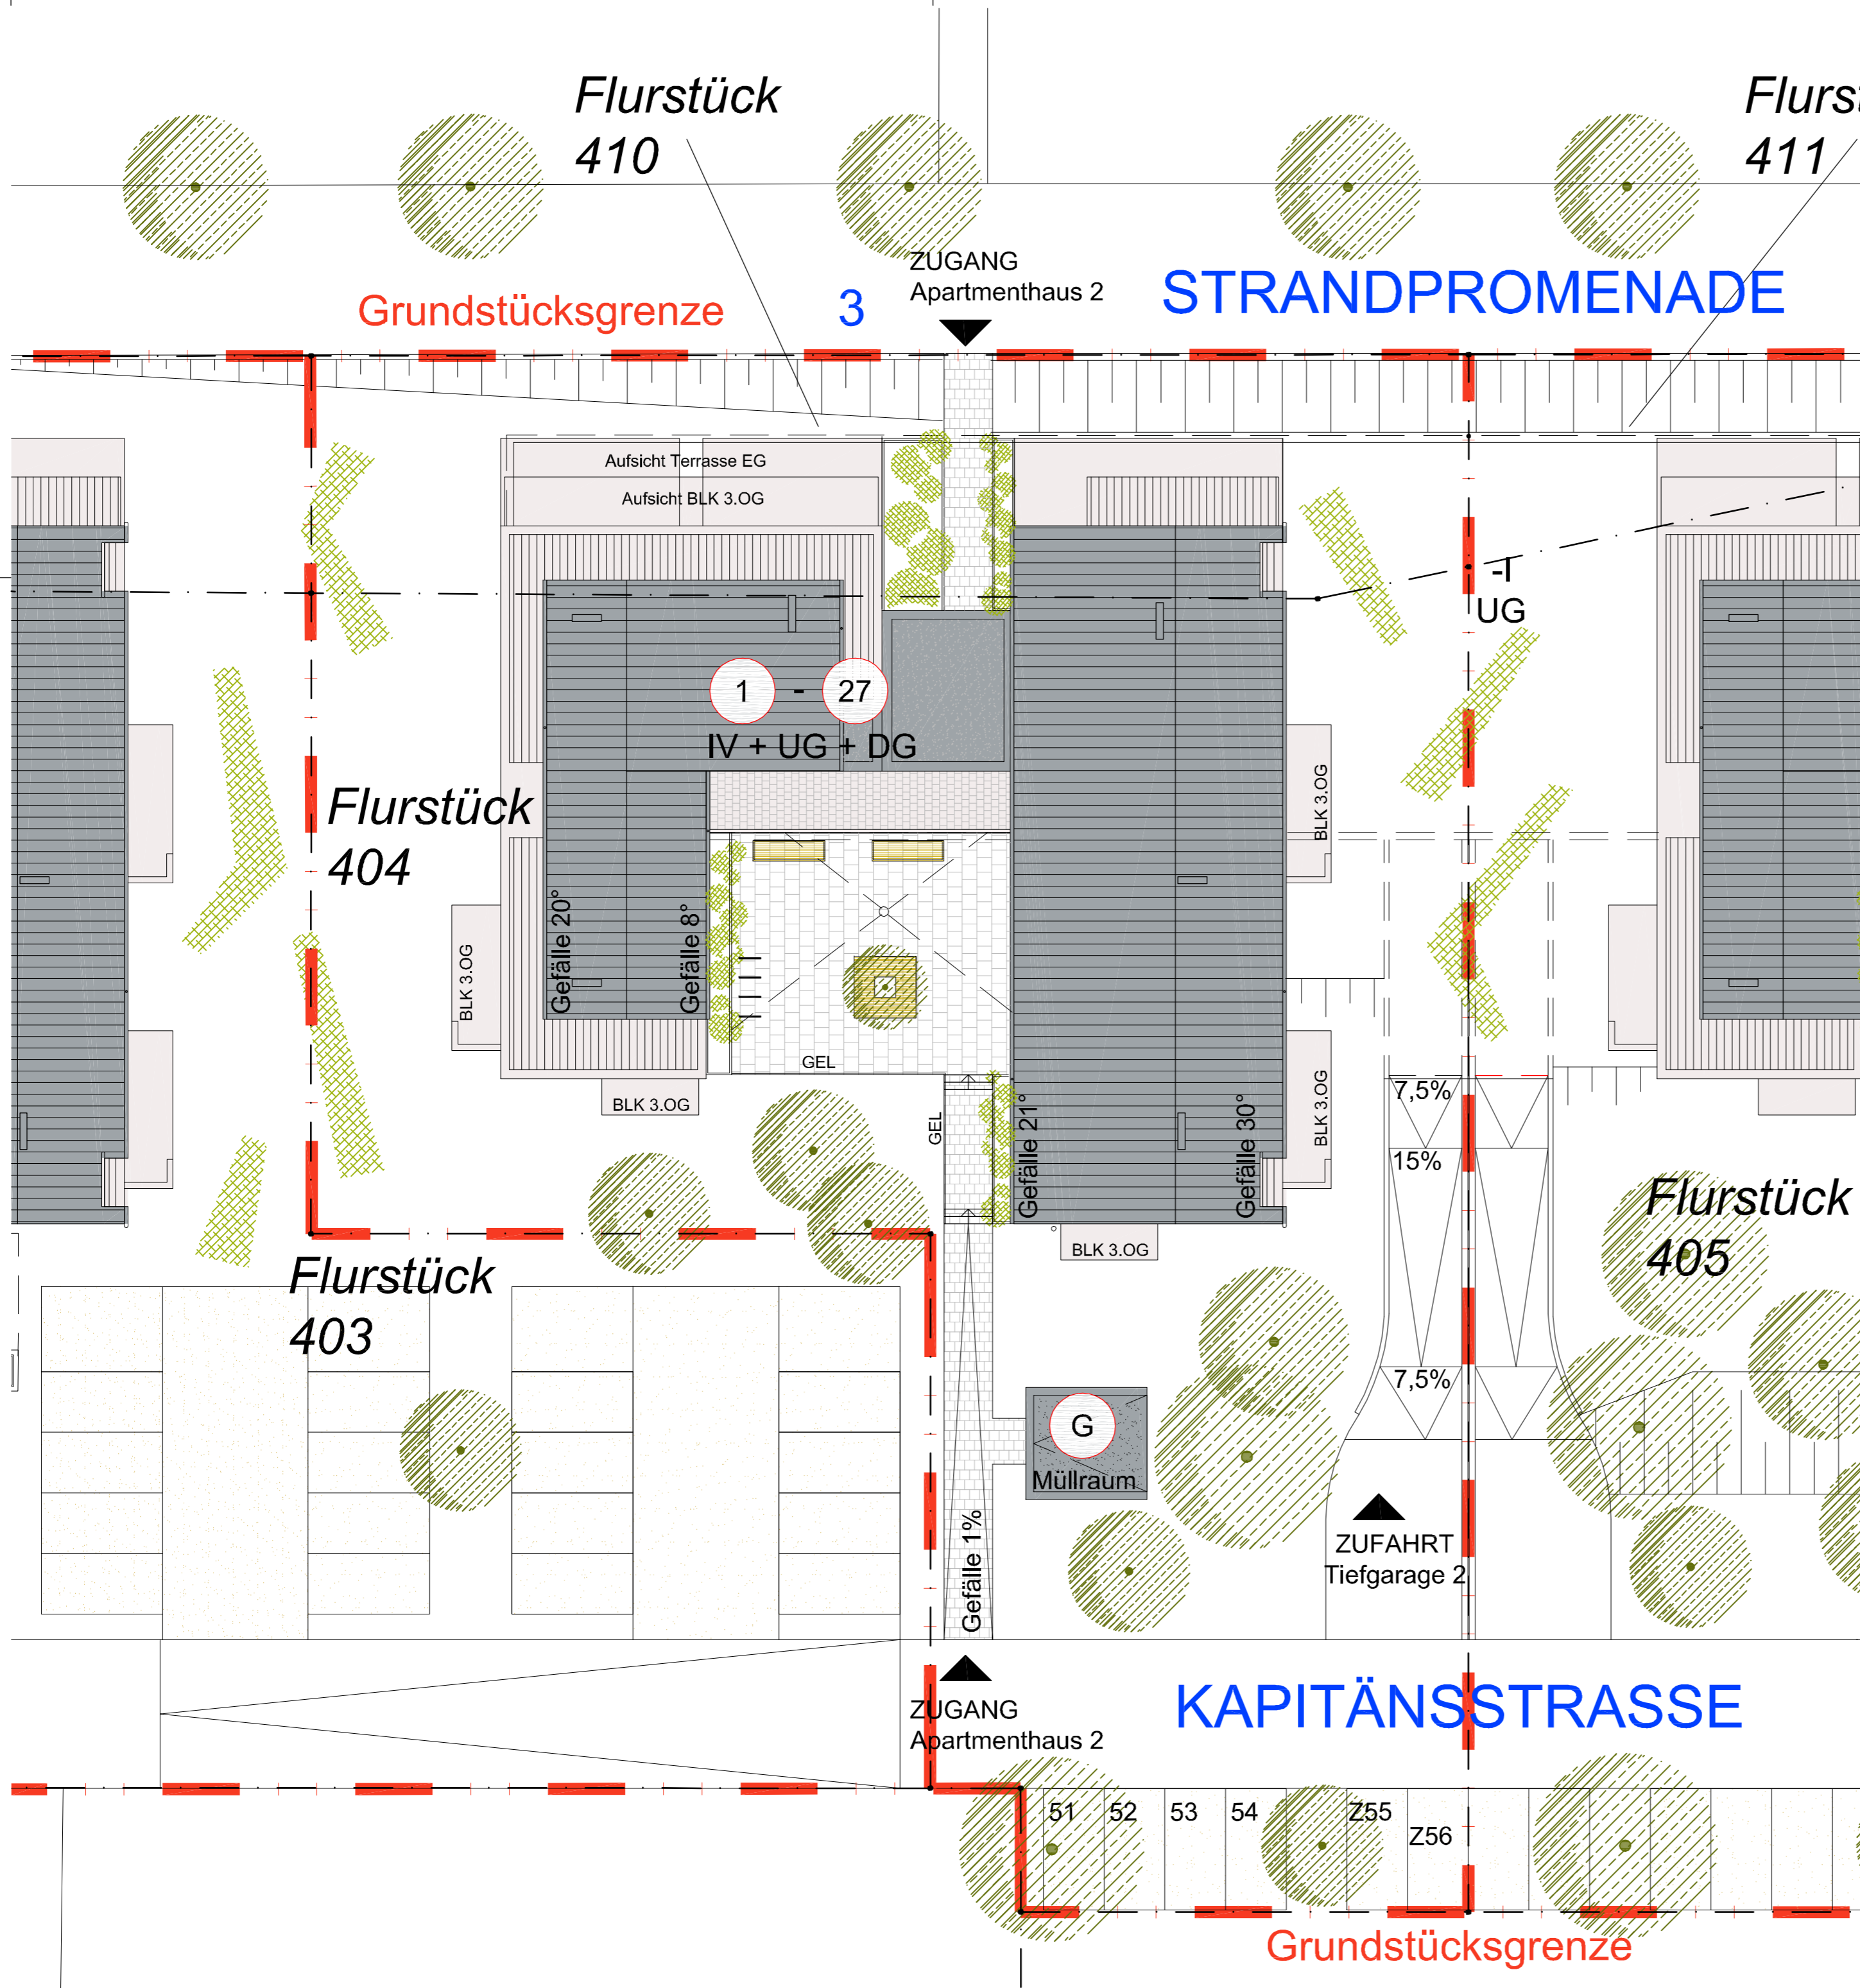 Flurstück
410
411
ZUGANG
Apartmenthaus 2
STRANDPROMENADE
Grundstücksgrenze
3
Aufsicht Terrasse EG
Aufsicht BLK 3.OG
-I
UG
1 - 27
IV + UG + DG
Flurstück
404
BLK 3.OG
Gefälle 20°
Gefälle 8°
BLK 3.OG
GEL
BLK 3.OG
GEL
Gefälle 21°
Gefälle 30°
BLK 3.OG
BLK 3.OG
7,5%
15%
7,5%
Flurstück
405
Flurstück
403
G
Müllraum
Gefälle 1%
ZUFAHRT
Tiefgarage 2
ZUGANG
Apartmenthaus 2
KAPITÄNSSTRASSE
51 52 53 54 Z55
Z56
Grundstücksgrenze